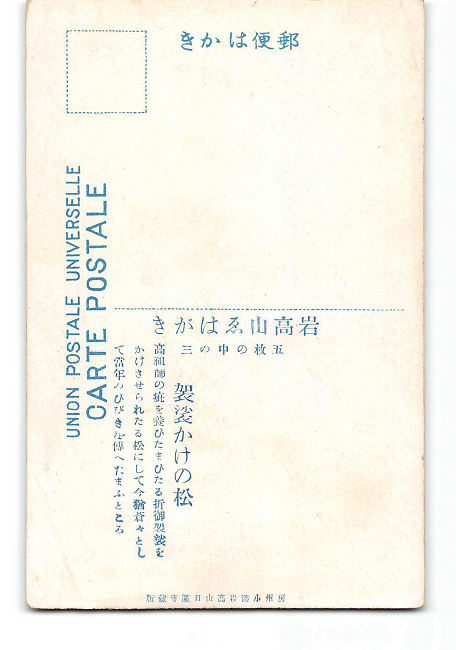 きかは便郵
UNION POSTALE UNIVERSELLE
CARTE POSTALE
きがはゑ山高岩
三の中の枚五
袈裟かけの松
高祖師の疵を養ひたまひたる折御袈裟を
かけさせられたる松にして今猶蒼々とし
て當年のひびきを傳へたまふところ
版藏寺蓮日山高岩湊小州房